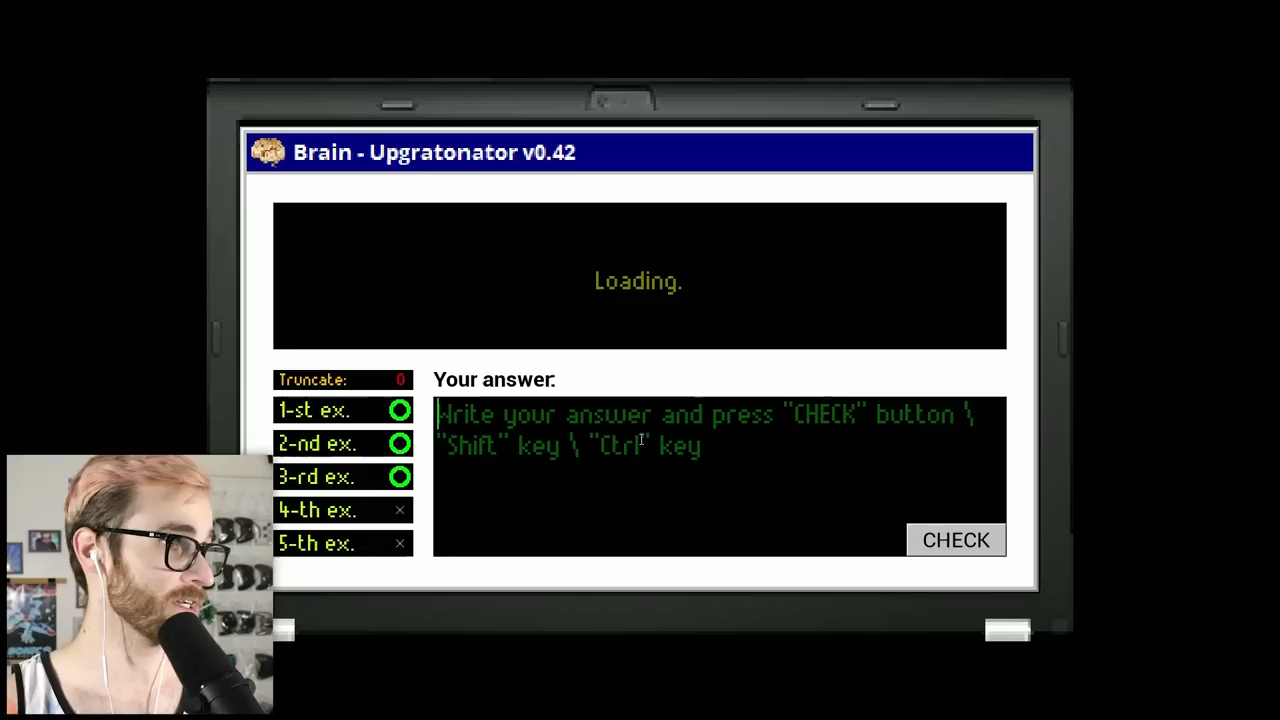 Brain - Upgratonator v0.42
Loading.
Truncate: 0
1-st ex.
2-nd ex.
3-rd ex.
4-th ex. ×
5-th ex. ×
Your answer:
Write your answer and press "CHECK" button \
"Shift" key \ "Ctrl" key
CHECK